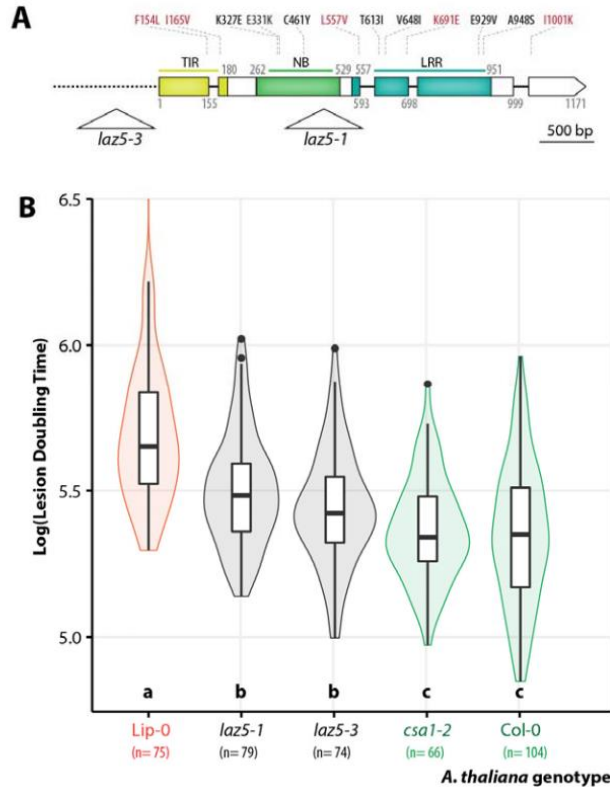 A
F154L I165V K327E E331K C461Y L557V T613I V648I K691E E929V A948S I1001K
TIR NB LRR
180 262 529 557 951
1 155 593 698 999 1171
laz5-3 laz5-1
500 bp
B
Log(Lesion Doubling Time)
6.5
6.0
5.5
5.0
a b b c c
Lip-0 laz5-1 laz5-3 csa1-2 Col-0
(n= 75) (n= 79) (n= 74) (n= 66) (n= 104)
A. thaliana genotype